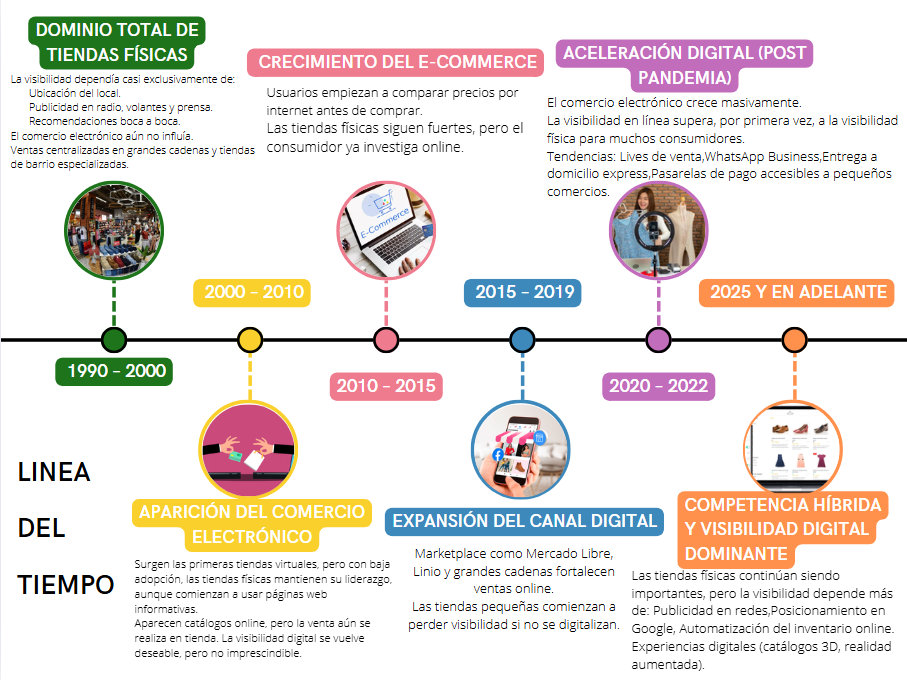 DOMINIO TOTAL DE
TIENDAS FÍSICAS
La visibilidad dependía casi exclusivamente de:
Ubicación del local.
Publicidad en radio, volantes y prensa.
Recomendaciones boca a boca.
El comercio electrónico aún no influía.
Ventas centralizadas en grandes cadenas y tiendas
de barrio especializadas.
1990 – 2000
2000 – 2010
APARICIÓN DEL COMERCIO
ELECTRÓNICO
Surgen las primeras tiendas virtuales, pero con baja
adopción, las tiendas físicas mantienen su liderazgo,
aunque comienzan a usar páginas web
informativas.
Aparecen catálogos online, pero la venta aún se
realiza en tienda. La visibilidad digital se vuelve
deseable, pero no imprescindible.
CRECIMIENTO DEL E-COMMERCE
Usuarios empiezan a comparar precios por
internet antes de comprar.
Las tiendas físicas siguen fuertes, pero el
consumidor ya investiga online.
E-Commerce
2010 – 2015
2015 – 2019
EXPANSIÓN DEL CANAL DIGITAL
Marketplace como Mercado Libre,
Linio y grandes cadenas fortalecen
ventas online.
Las tiendas pequeñas comienzan a
perder visibilidad si no se digitalizan.
ACELERACIÓN DIGITAL (POST
PANDEMIA)
El comercio electrónico crece masivamente.
La visibilidad en línea supera, por primera vez, a la visibilidad
física para muchos consumidores.
Tendencias: Lives de venta,WhatsApp Business,Entrega a
domicilio express,Pasarelas de pago accesibles a pequeños
comercios.
2020 – 2022
2025 Y EN ADELANTE
COMPETENCIA HÍBRIDA
Y VISIBILIDAD DIGITAL
DOMINANTE
Las tiendas físicas continúan siendo
importantes, pero la visibilidad depende más
de: Publicidad en redes,Posicionamiento en
Google, Automatización del inventario online.
Experiencias digitales (catálogos 3D, realidad
aumentada).
LINEA
DEL
TIEMPO